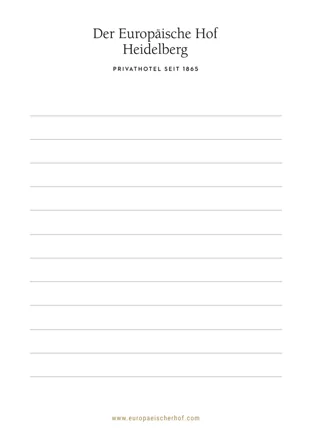 Der Europäische Hof
Heidelberg
PRIVATHOTEL SEIT 1865
www.europaeischerhof.com